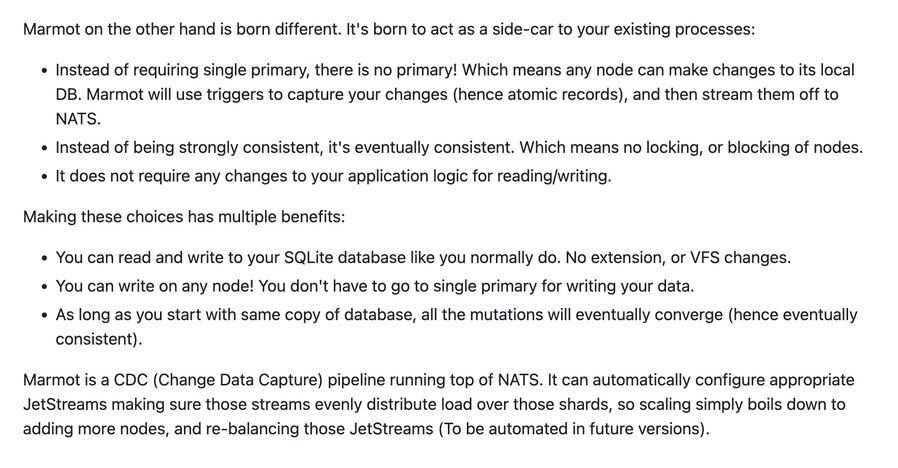 Marmot on the other hand is born different. It's born to act as a side-car to your existing processes:
• Instead of requiring single primary, there is no primary! Which means any node can make changes to its local
DB. Marmot will use triggers to capture your changes (hence atomic records), and then stream them off to
NATS.
• Instead of being strongly consistent, it's eventually consistent. Which means no locking, or blocking of nodes.
• It does not require any changes to your application logic for reading/writing.
Making these choices has multiple benefits:
• You can read and write to your SQLite database like you normally do. No extension, or VFS changes.
• You can write on any node! You don't have to go to single primary for writing your data.
• As long as you start with same copy of database, all the mutations will eventually converge (hence eventually
consistent).
Marmot is a CDC (Change Data Capture) pipeline running top of NATS. It can automatically configure appropriate
JetStreams making sure those streams evenly distribute load over those shards, so scaling simply boils down to
adding more nodes, and re-balancing those JetStreams (To be automated in future versions).